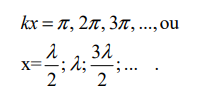 kx = π, 2π, 3π, ..., ou
x= λ/2 ; λ; 3λ/2 ; ... .